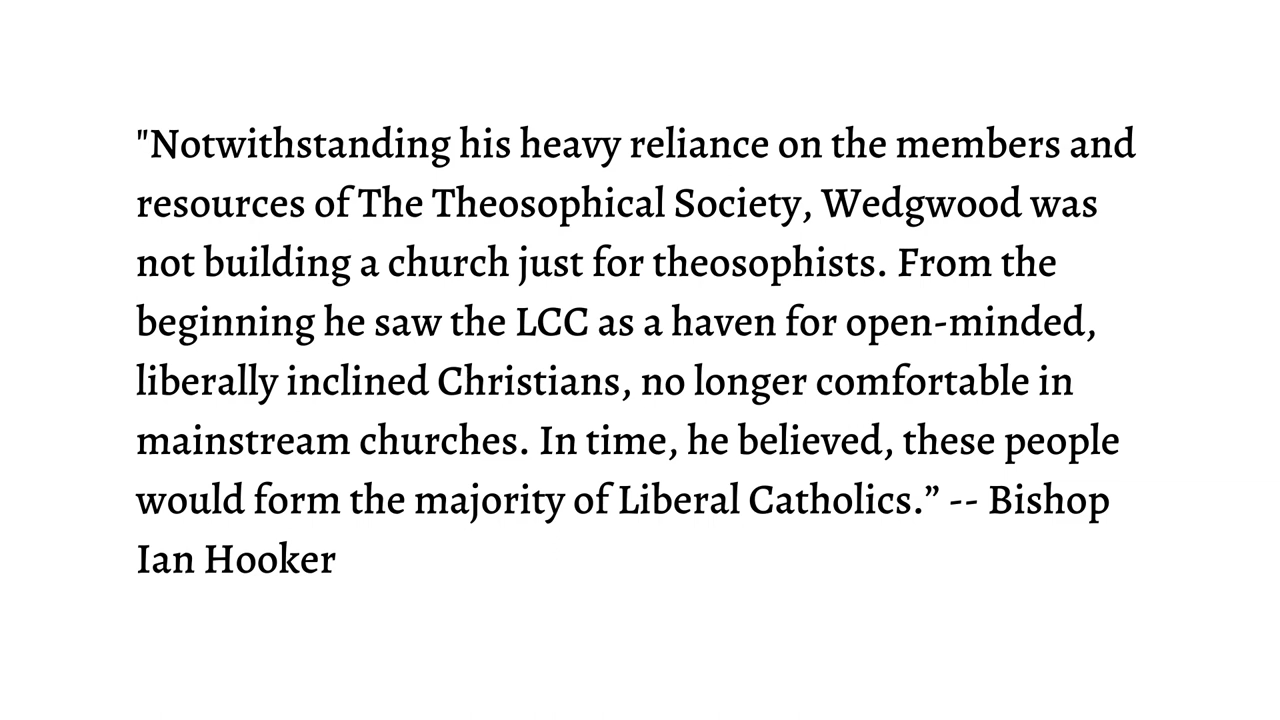 "Notwithstanding his heavy reliance on the members and
resources of The Theosophical Society, Wedgwood was
not building a church just for theosophists. From the
beginning he saw the LCC as a haven for open-minded,
liberally inclined Christians, no longer comfortable in
mainstream churches. In time, he believed, these people
would form the majority of Liberal Catholics.” -- Bishop
Ian Hooker